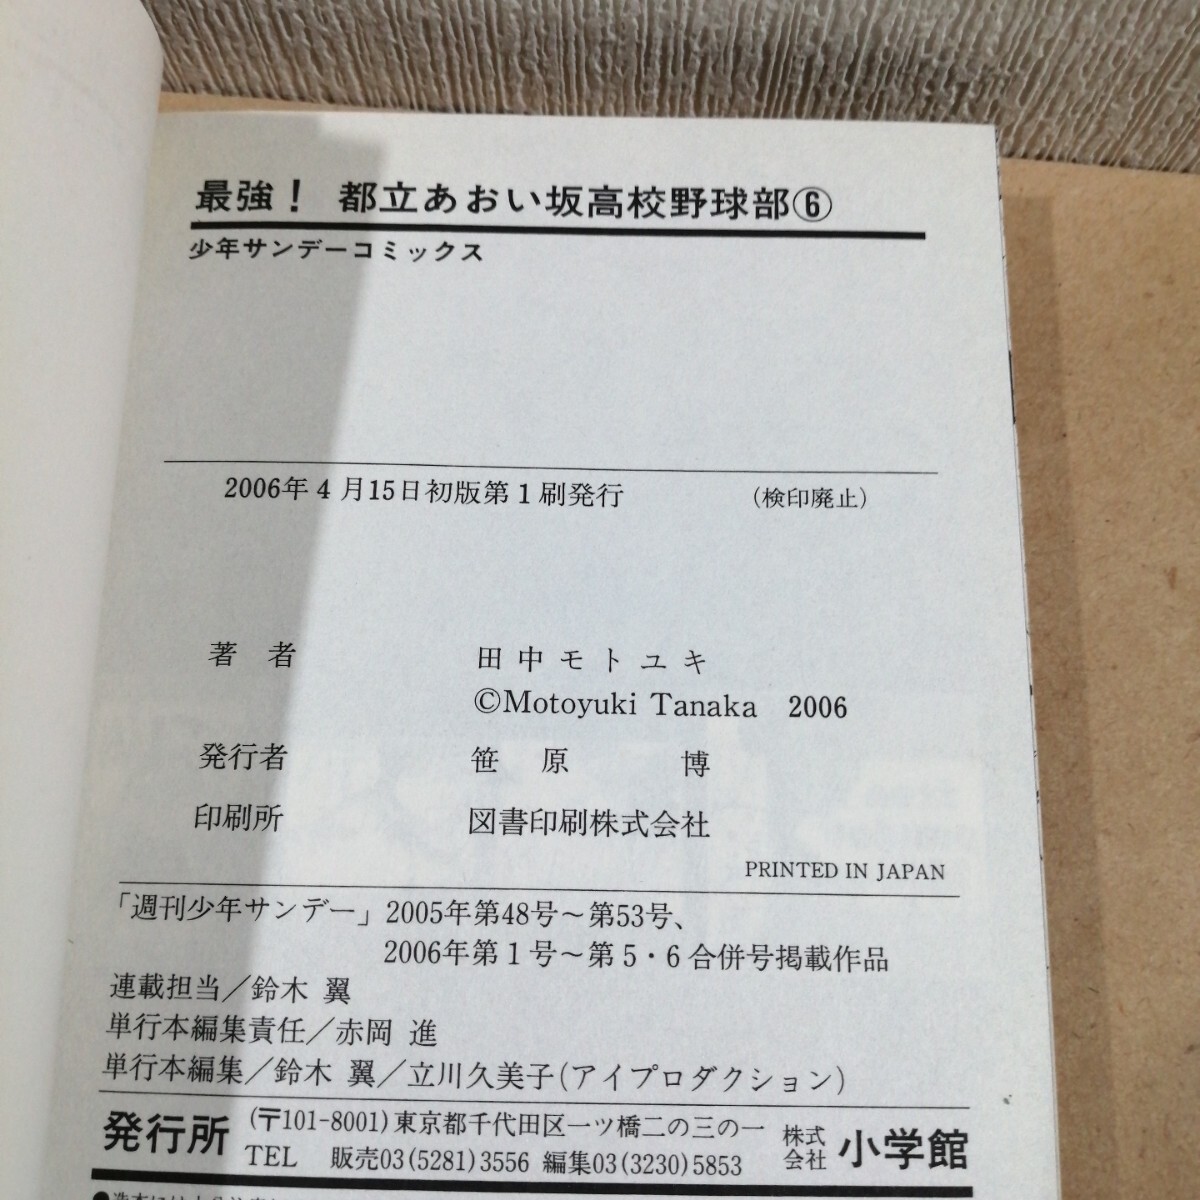 最強！ 都立あおい坂高校野球部⑥
少年サンデーコミックス
2006年4月15日初版第1刷発行 (検印廃止)
著者 田中モトユキ
©Motoyuki Tanaka 2006
発行者 笹原 博
印刷所 図書印刷株式会社
PRINTED IN JAPAN
「週刊少年サンデー」2005年第48号～第53号、
2006年第1号～第5・6合併号掲載作品
連載担当／鈴木 翼
単行本編集責任／赤岡 進
単行本編集／鈴木 翼／立川久美子(アイプロダクション)
発行所 (〒101-8001)東京都千代田区一ツ橋二の三の一 株式会社 小学館
TEL 販売03(5281)3556 編集03(3230)5853